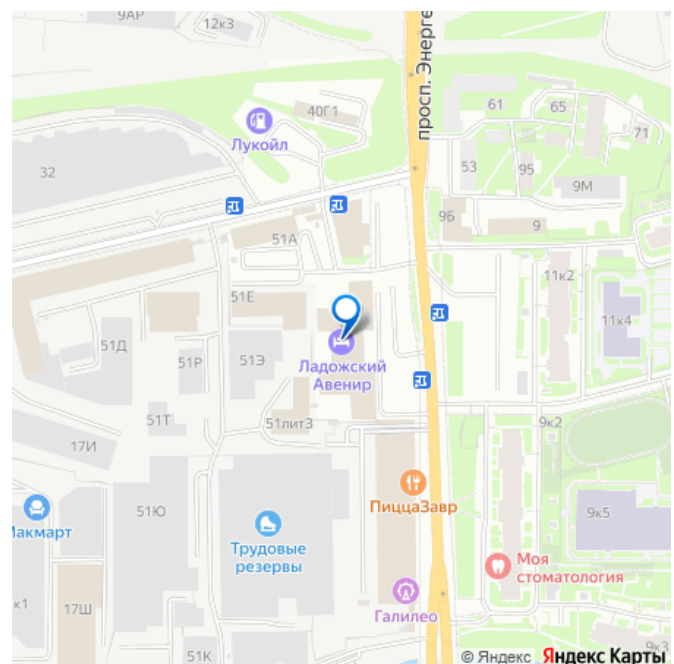 9АР
12к3
просп. Энерге
40Г1
Лукойл
61
65
71
53
95
9М
9Б
9
32
51А
11к2
51Е
11к4
51Д
51Р
51Э
Ладожский
Авенир
51Т
51литЗ
9к2
17И
51Ю
ПиццаЗавр
9к5
Макмарт
Трудовые
резервы
Моя
стоматология
к1
17Ш
Галилео
51К
9к3
© Яндекс Яндекс Карты